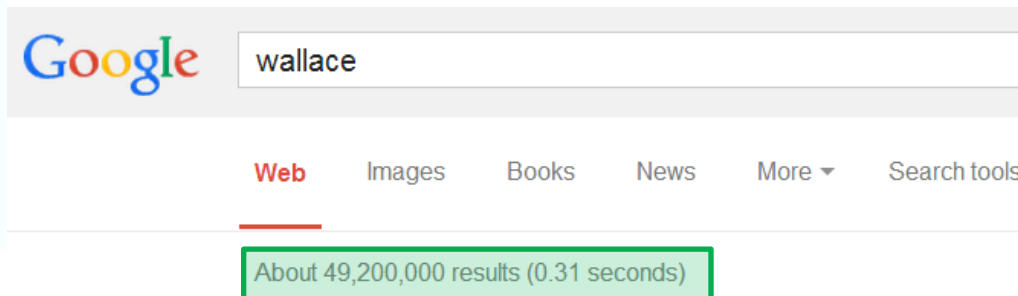 Google wallace
Web Images Books News More Search tools
About 49,200,000 results (0.31 seconds)